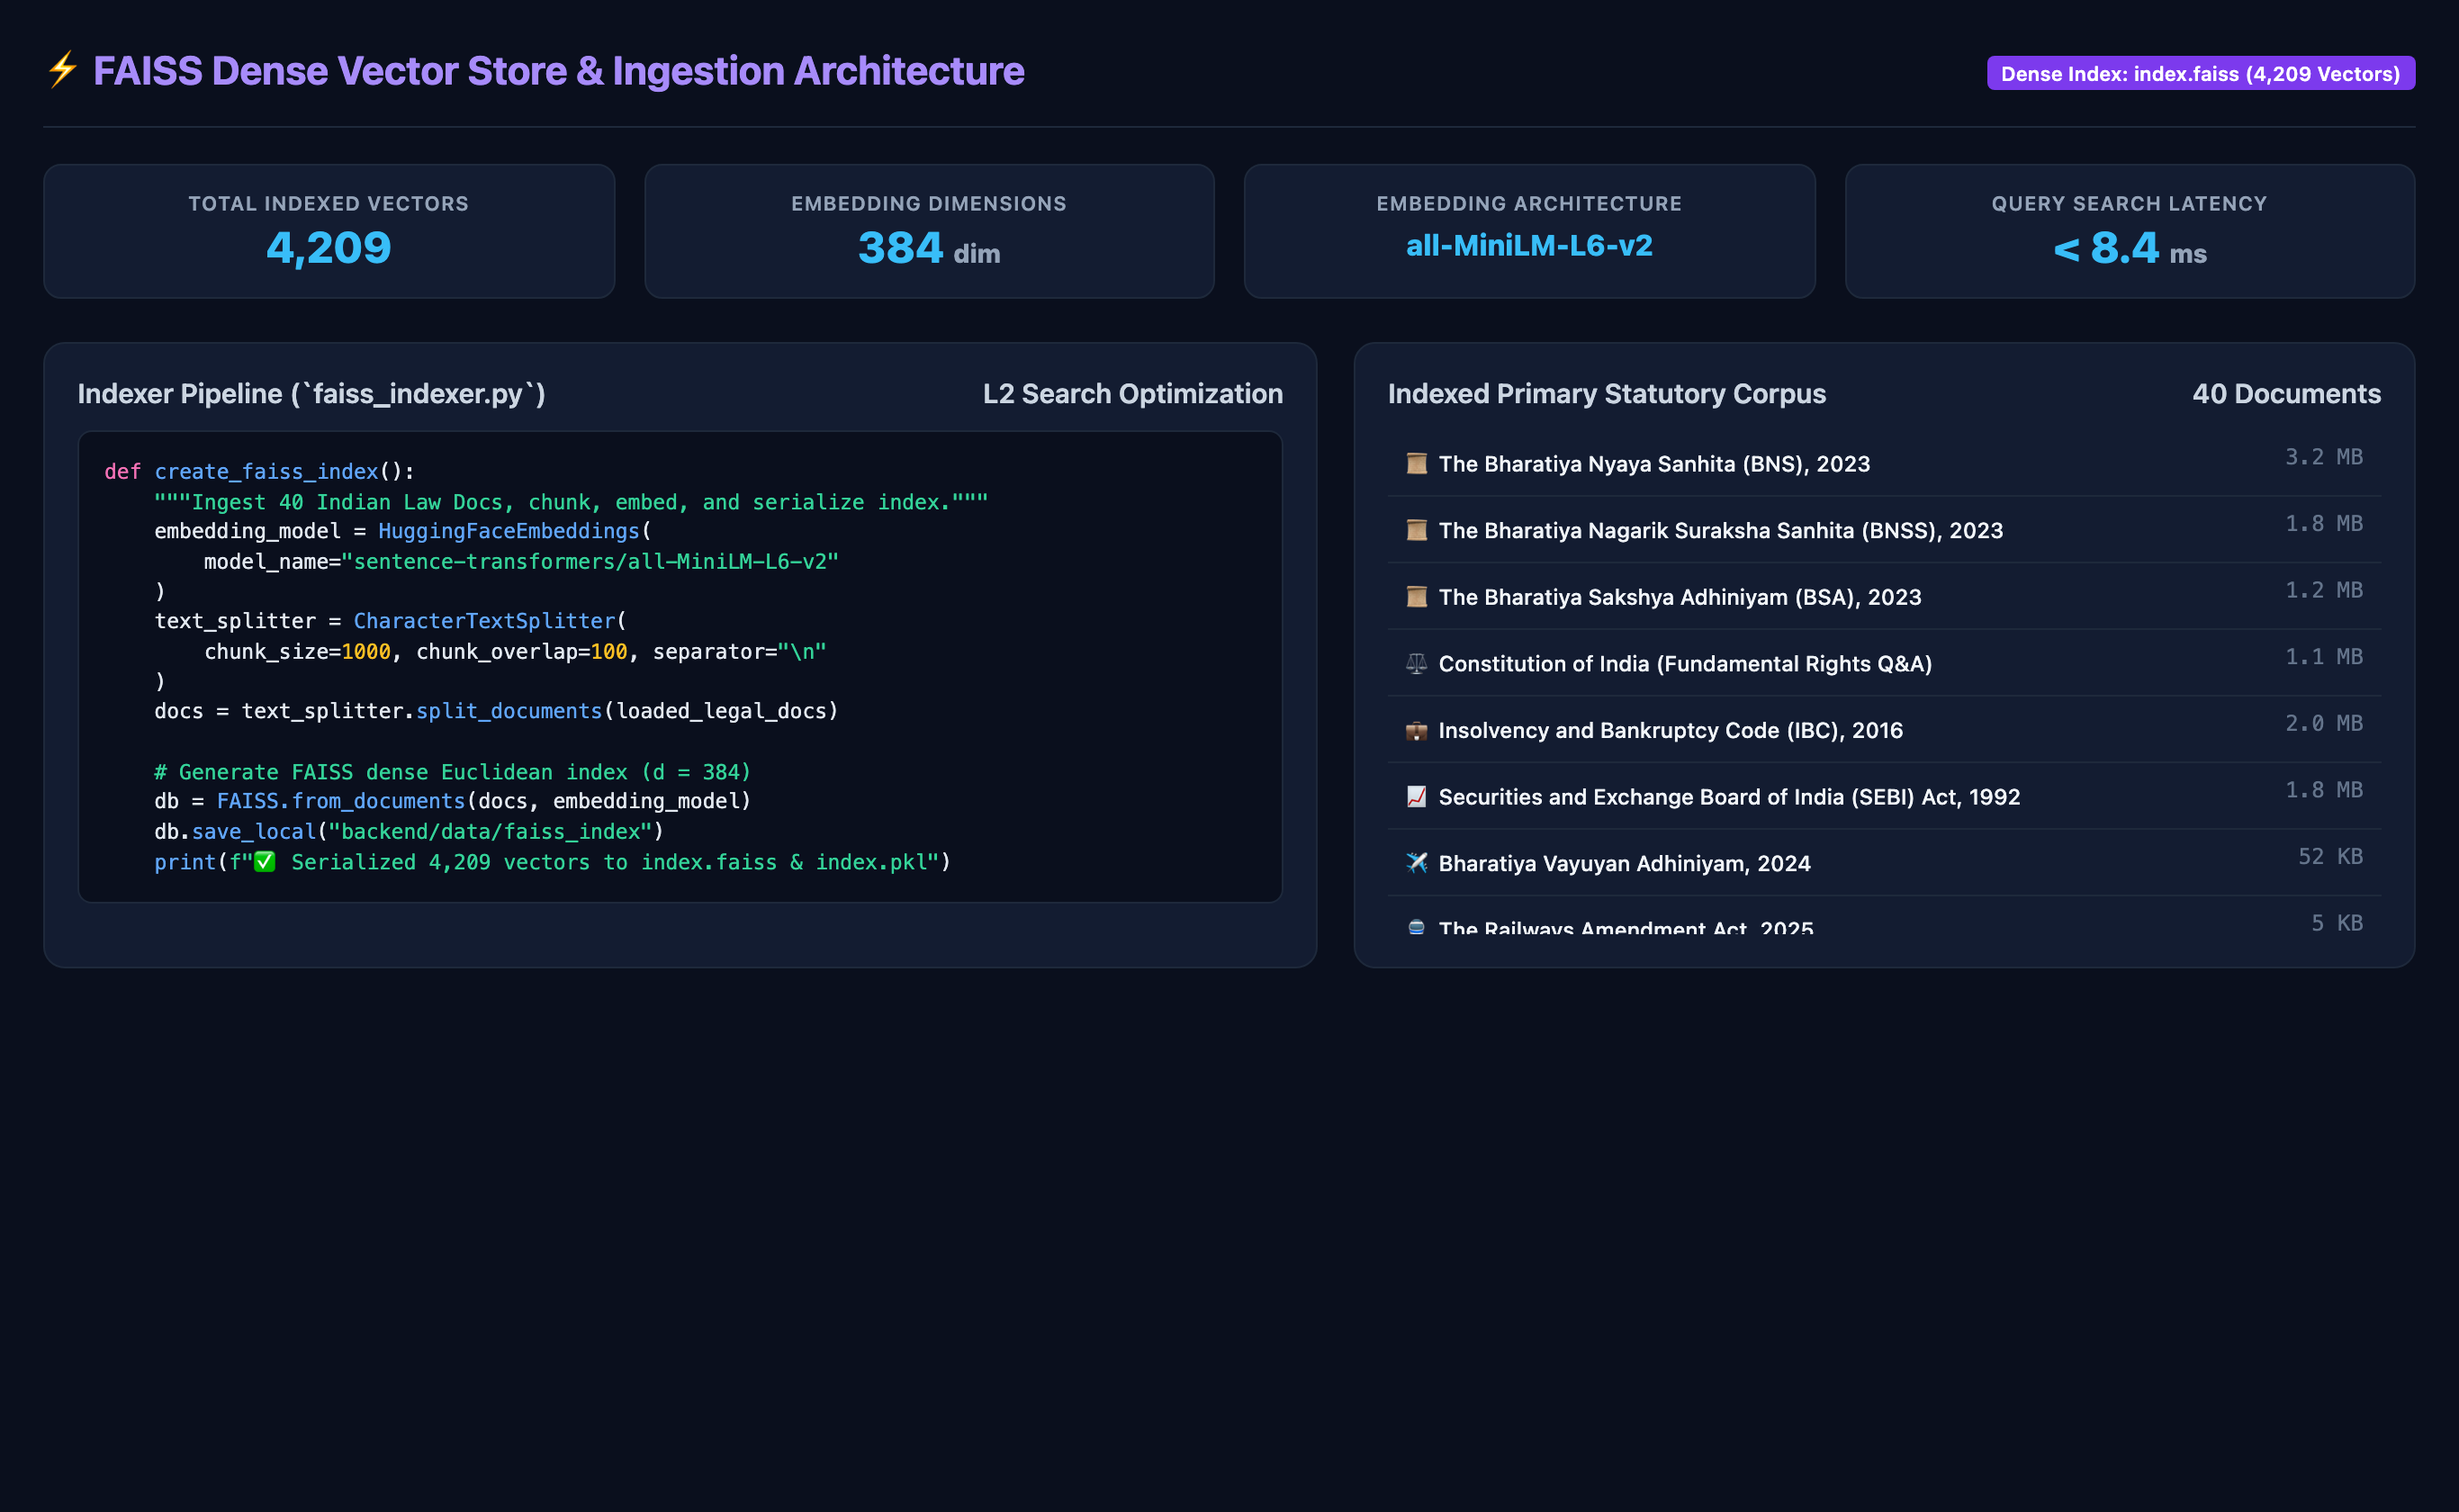 ⚡ FAISS Dense Vector Store & Ingestion Architecture
Dense Index: index.faiss (4,209 Vectors)
TOTAL INDEXED VECTORS
4,209
EMBEDDING DIMENSIONS
384 dim
EMBEDDING ARCHITECTURE
all-MiniLM-L6-v2
QUERY SEARCH LATENCY
< 8.4 ms
Indexer Pipeline (`faiss_indexer.py`)
L2 Search Optimization
def create_faiss_index():
    """Ingest 40 Indian Law Docs, chunk, embed, and serialize index."""
    embedding_model = HuggingFaceEmbeddings(
        model_name="sentence-transformers/all-MiniLM-L6-v2"
    )
    text_splitter = CharacterTextSplitter(
        chunk_size=1000, chunk_overlap=100, separator="\n"
    )
    docs = text_splitter.split_documents(loaded_legal_docs)
    # Generate FAISS dense Euclidean index (d = 384)
    db = FAISS.from_documents(docs, embedding_model)
    db.save_local("backend/data/faiss_index")
    print(f"✅ Serialized 4,209 vectors to index.faiss & index.pkl")
Indexed Primary Statutory Corpus
40 Documents
📜 The Bharatiya Nyaya Sanhita (BNS), 2023
3.2 MB
📜 The Bharatiya Nagarik Suraksha Sanhita (BNSS), 2023
1.8 MB
📜 The Bharatiya Sakshya Adhiniyam (BSA), 2023
1.2 MB
⚖️ Constitution of India (Fundamental Rights Q&A)
1.1 MB
💼 Insolvency and Bankruptcy Code (IBC), 2016
2.0 MB
📈 Securities and Exchange Board of India (SEBI) Act, 1992
1.8 MB
✈️ Bharatiya Vayuyan Adhiniyam, 2024
52 KB
🚆 The Railways Amendment Act, 2025
5 KB